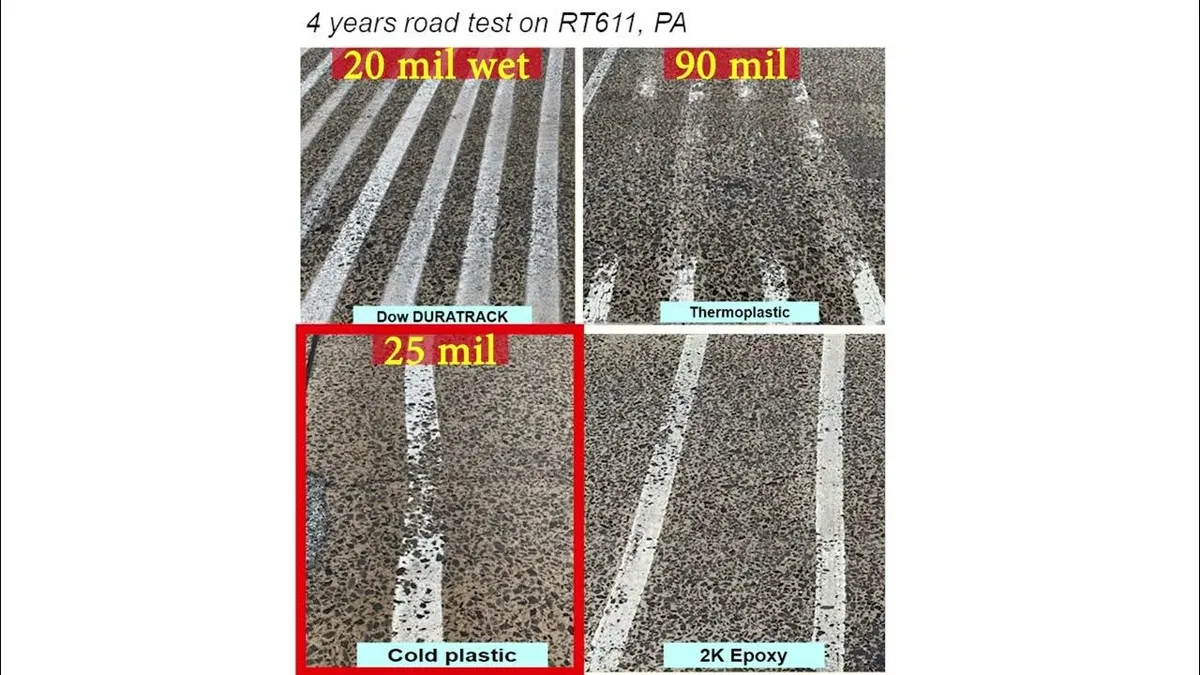 4 years road test on RT611, PA
20 mil wet
90 mil
Dow DURATRACK
Thermoplastic
25 mil
Cold plastic
2K Epoxy